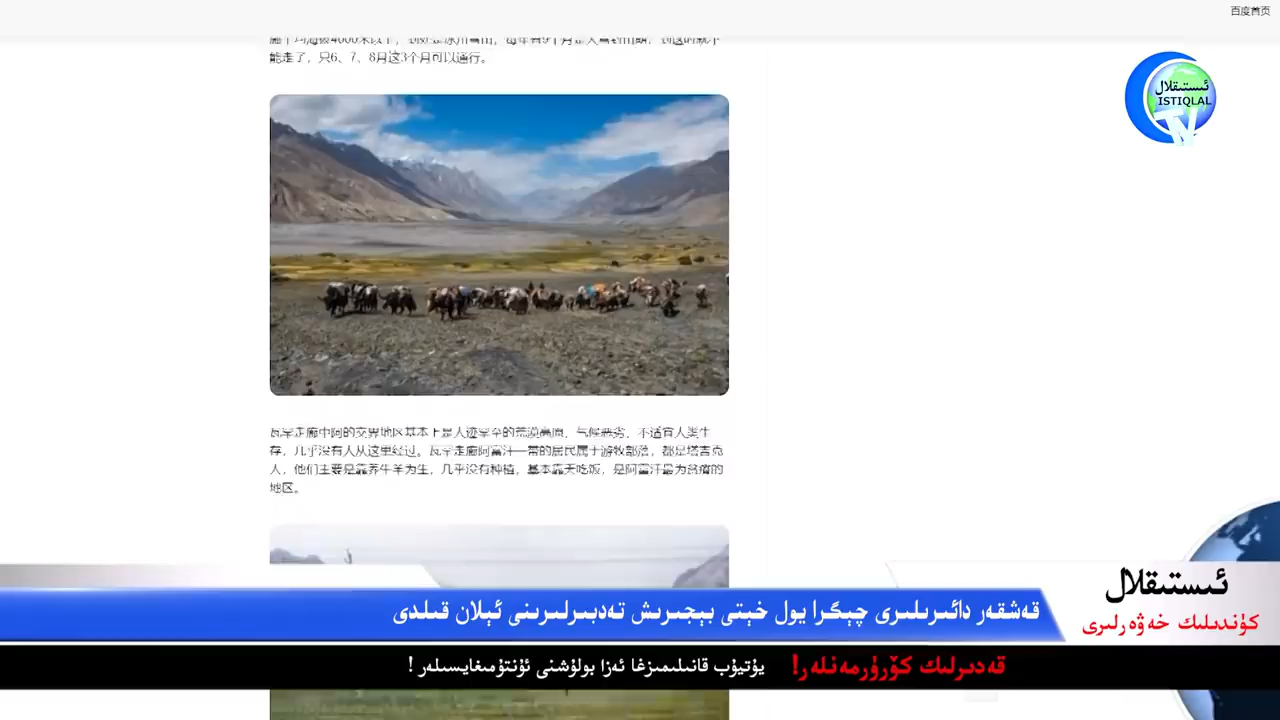 百度首页
能走了，只6、7、8月这3个月可以通行。
ئىستىقلال
ISTIQLAL
TV
瓦罕走廊中阿的交界地区基本上是人迹罕至的荒漠高原，气候恶劣，不适宜人类生
存，几乎没有人从这里经过。瓦罕走廊阿富汗一带的居民属于游牧部落，都是塔吉克
人，他们主要是靠养牛羊为生，几乎没有种植，基本靠天吃饭，是阿富汗最为贫瘠的
地区。
ئىستىقلال
كۈندىلىك خەۋەرلىرى
قەشقەر دائىرىلىرى چېگرا يول خېتى بېجىرىش تەدبىرلىرىنى ئېلان قىلدى
قەدىرلىك كۆرۈرمەنلەر! يۇتيۇب قانىلىمىزغا ئەزا بولۇشنى ئۇنتۇمىغايسىلەر !